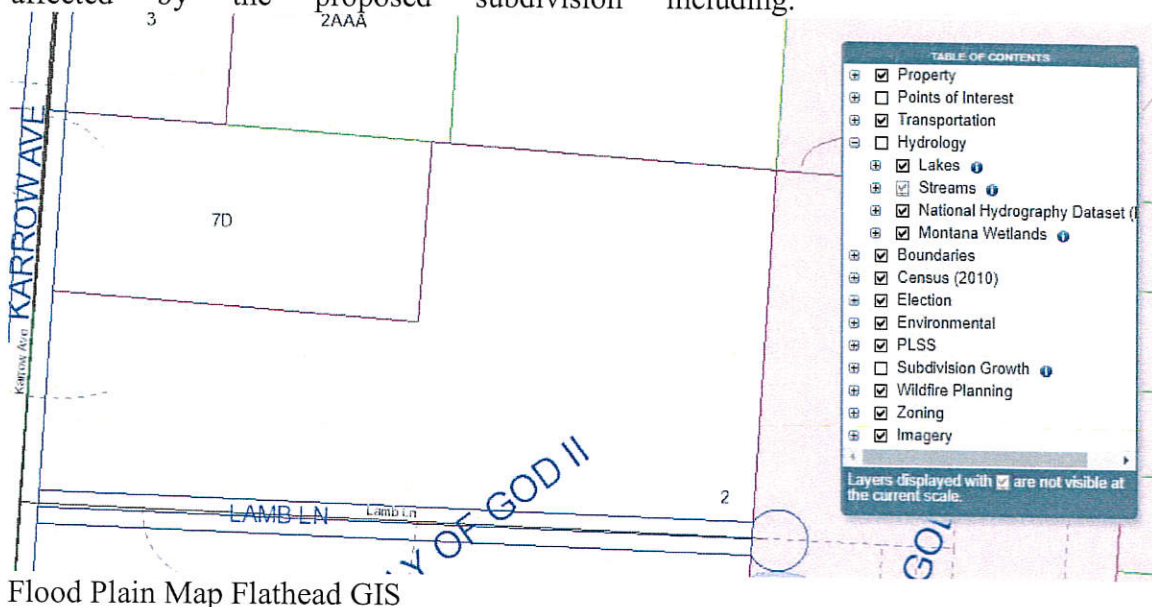 affected by the proposed subdivision including:
3
2AAA
KARROW AVE
Karrow Ave
7D
2
LAMB LN
Lamb Ln
Y OF GOD II
GOD
TABLE OF CONTENTS
Property
Points of Interest
Transportation
Hydrology
Lakes
Streams
National Hydrography Dataset (
Montana Wetlands
Boundaries
Census (2010)
Election
Environmental
PLSS
Subdivision Growth
Wildfire Planning
Zoning
Imagery
Layers displayed with are not visible at
the current scale.
Flood Plain Map Flathead GIS